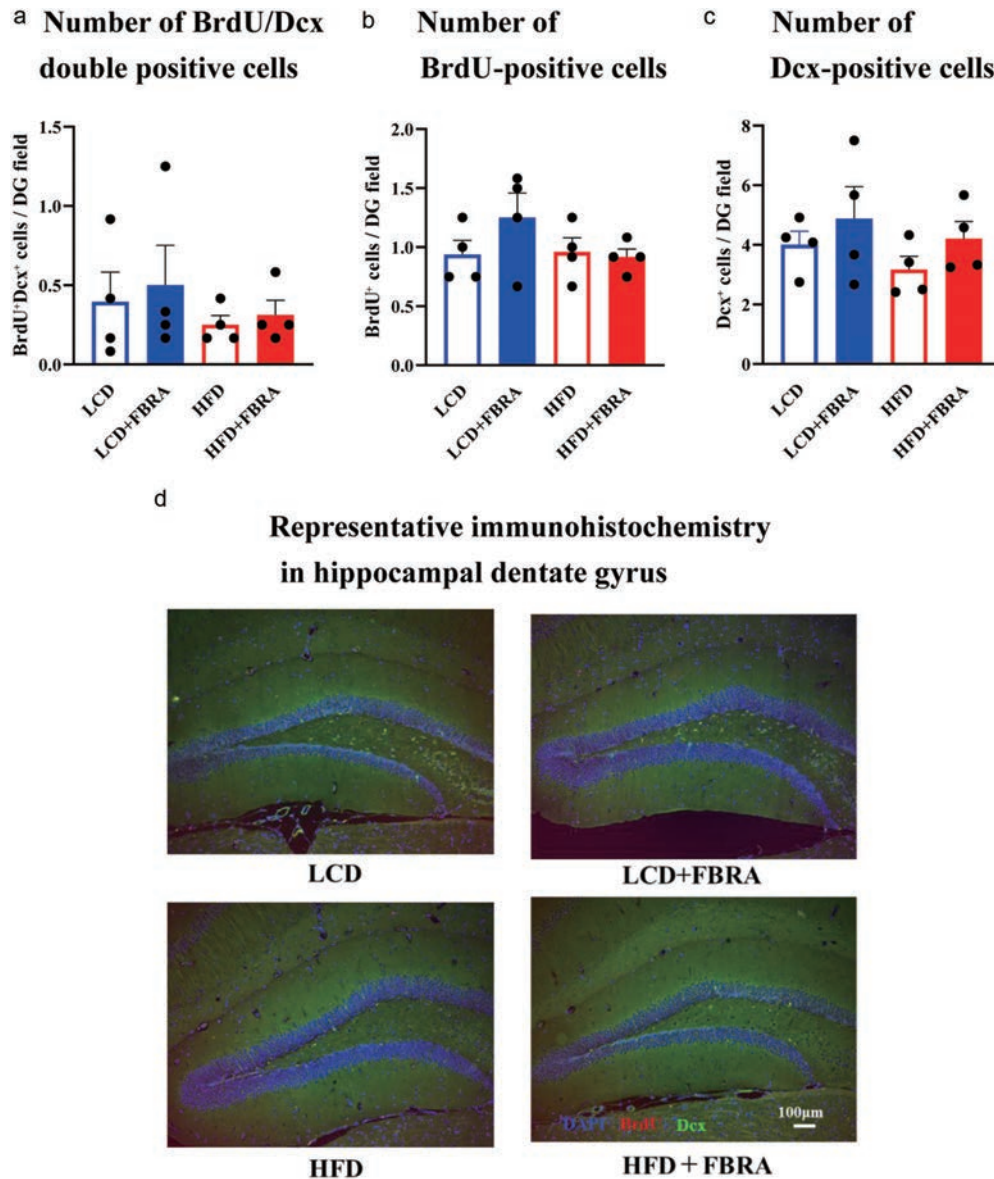 a
Number of BrdU/Dcx
double positive cells
BrdU⁺Dcx⁺ cells / DG field
1.5
1.0
0.5
0.0
LCD
LCD+FBRA
HFD
HFD+FBRA
b
Number of
BrdU-positive cells
BrdU⁺ cells / DG field
2.0
1.5
1.0
0.5
0.0
LCD
LCD+FBRA
HFD
HFD+FBRA
c
Number of
Dcx-positive cells
Dcx⁺ cells / DG field
8
6
4
2
0
LCD
LCD+FBRA
HFD
HFD+FBRA
d
Representative immunohistochemistry
in hippocampal dentate gyrus
LCD
LCD+FBRA
DAPI BrdU Dcx
100μm
HFD
HFD+FBRA